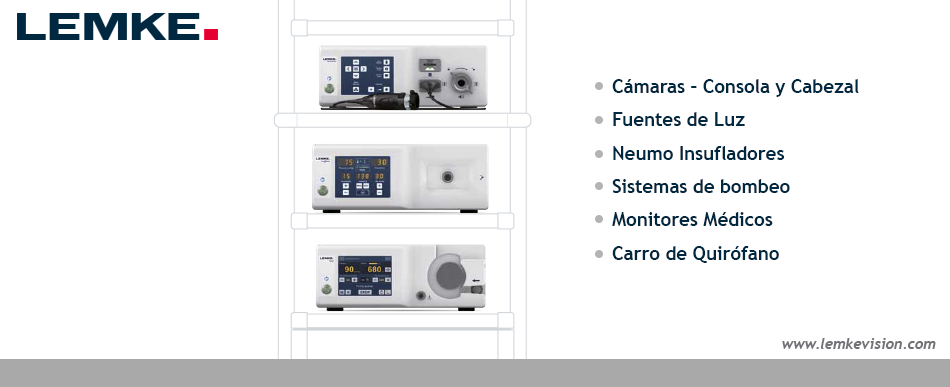 LEMKE.
LEMKE.
LEMKE.
15 30
15 138 30
LEMKE.
90 680
Cámaras – Consola y Cabezal
Fuentes de Luz
Neumo Insufladores
Sistemas de bombeo
Monitores Médicos
Carro de Quirófano
www.lemkevision.com